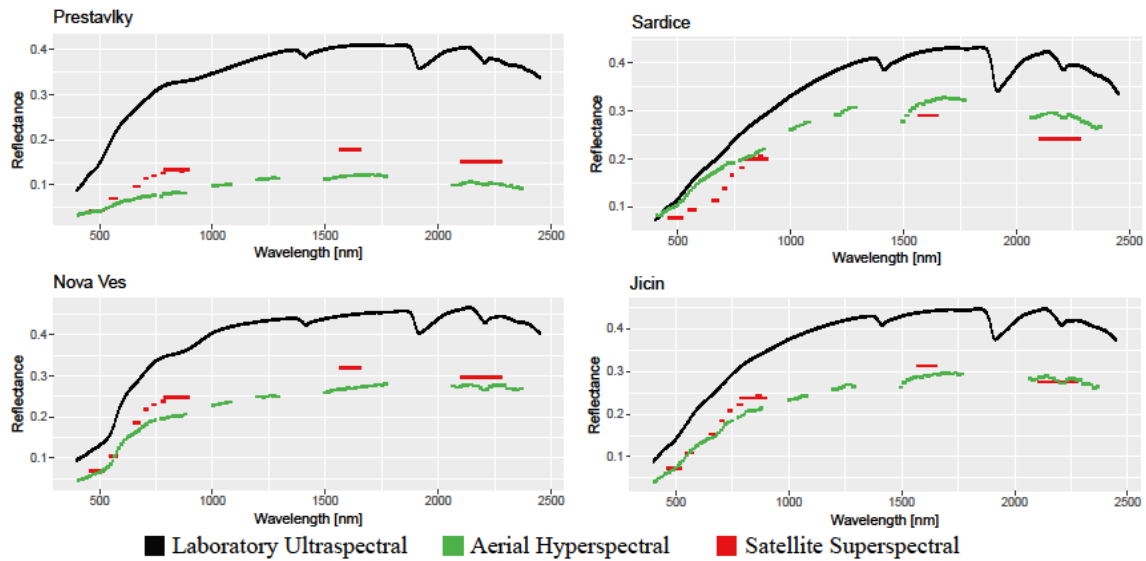 Prestavlky
Reflectance
0.4
0.3
0.2
0.1
500 1000 1500 2000 2500
Wavelength [nm]
Sardice
Reflectance
0.4
0.3
0.2
0.1
500 1000 1500 2000 2500
Wavelength [nm]
Nova Ves
Reflectance
0.4
0.3
0.2
0.1
500 1000 1500 2000 2500
Wavelength [nm]
Jicin
Reflectance
0.4
0.3
0.2
0.1
500 1000 1500 2000 2500
Wavelength [nm]
Laboratory Ultraspectral Aerial Hyperspectral Satellite Superspectral